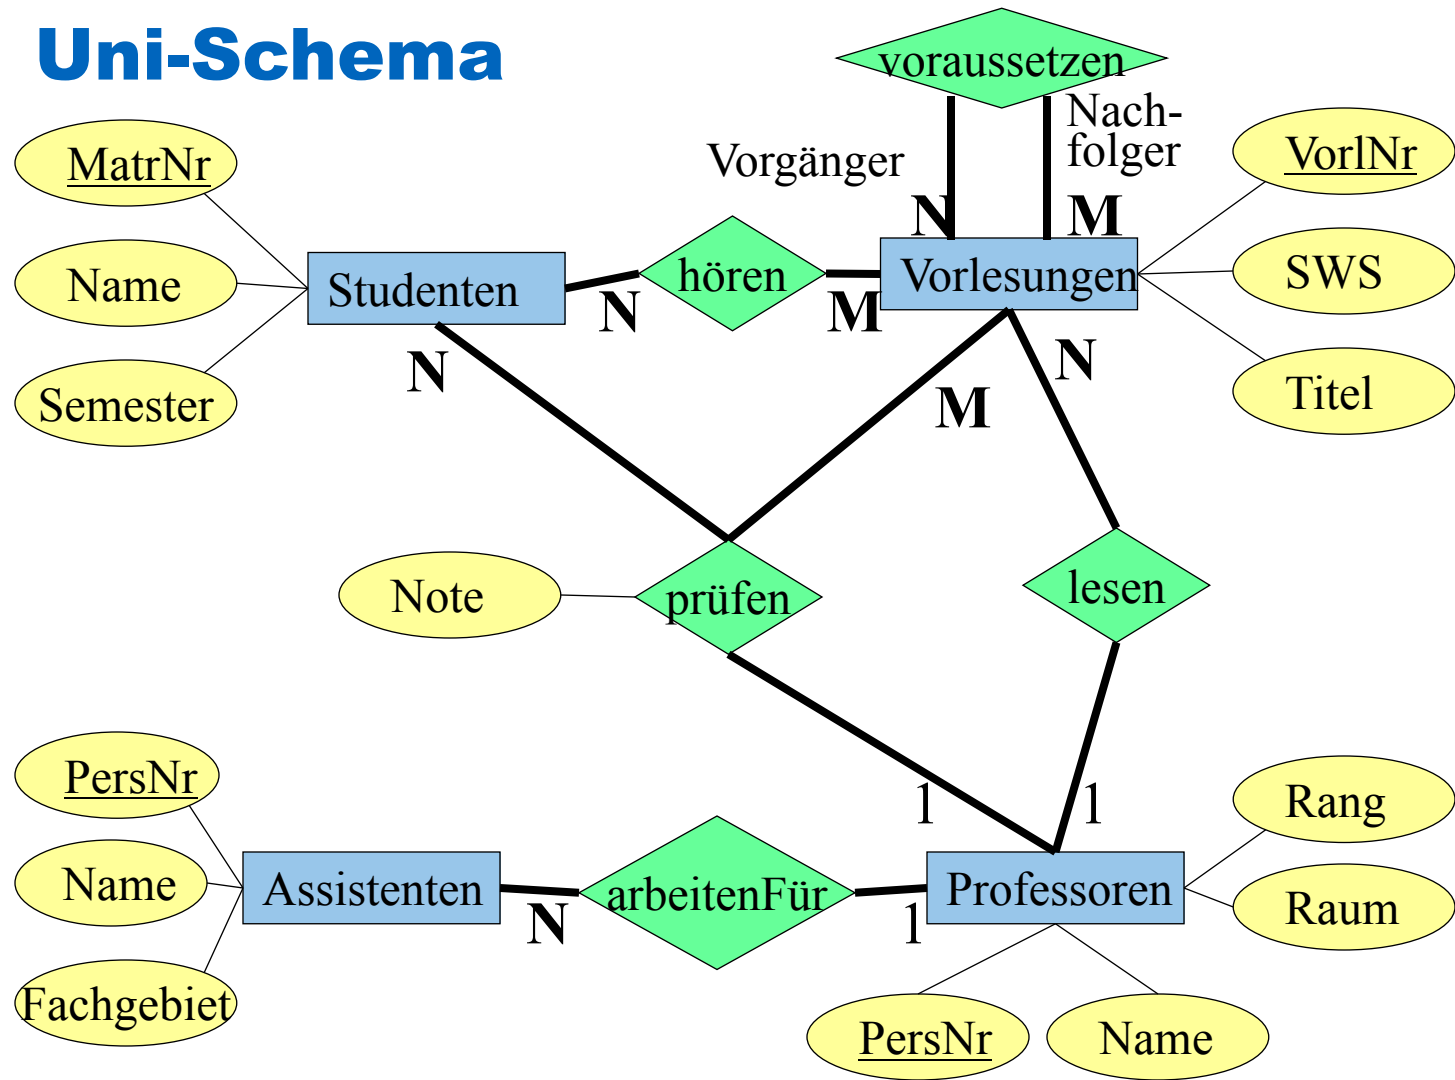 Uni-Schema
voraussetzen
Nach-
folger
Vorgänger
N
M
MatrNr
Name
Semester
Studenten
N
hören
M
Vorlesungen
VorlNr
SWS
Titel
N
M
N
Note
prüfen
lesen
1
1
PersNr
Name
Fachgebiet
Assistenten
N
arbeitenFür
1
Professoren
Rang
Raum
PersNr
Name